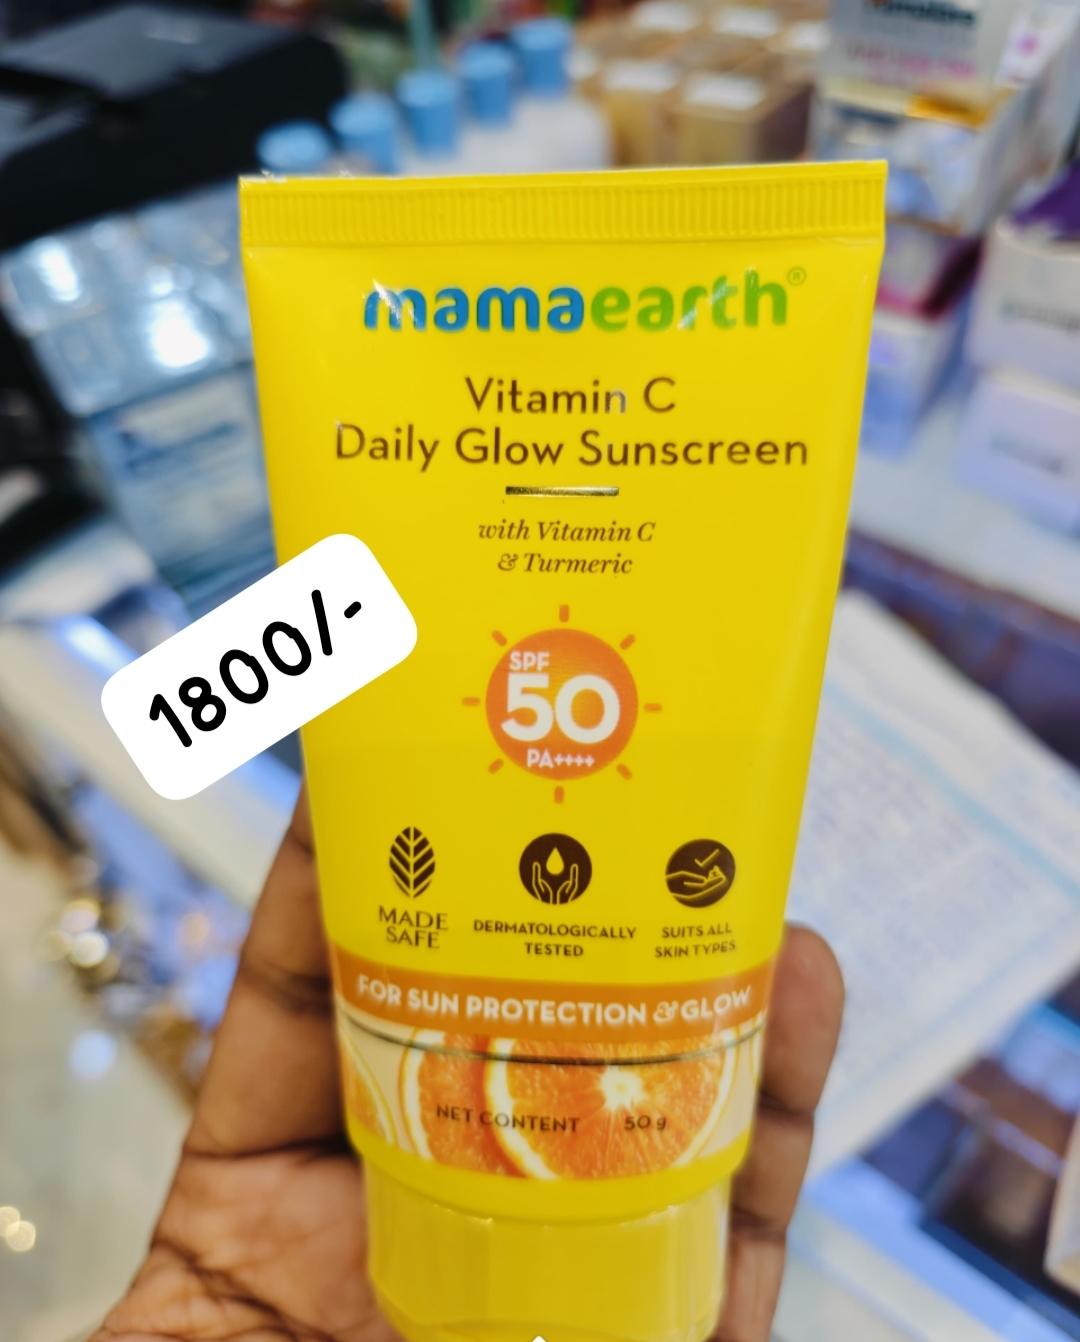 mamaearth®
Vitamin C
Daily Glow Sunscreen
with Vitamin C
& Turmeric
1800/-
SPF
50
PA++++
MADE
SAFE
DERMATOLOGICALLY
TESTED
SUITS ALL
SKIN TYPES
FOR SUN PROTECTION & GLOW
NET CONTENT 50 g